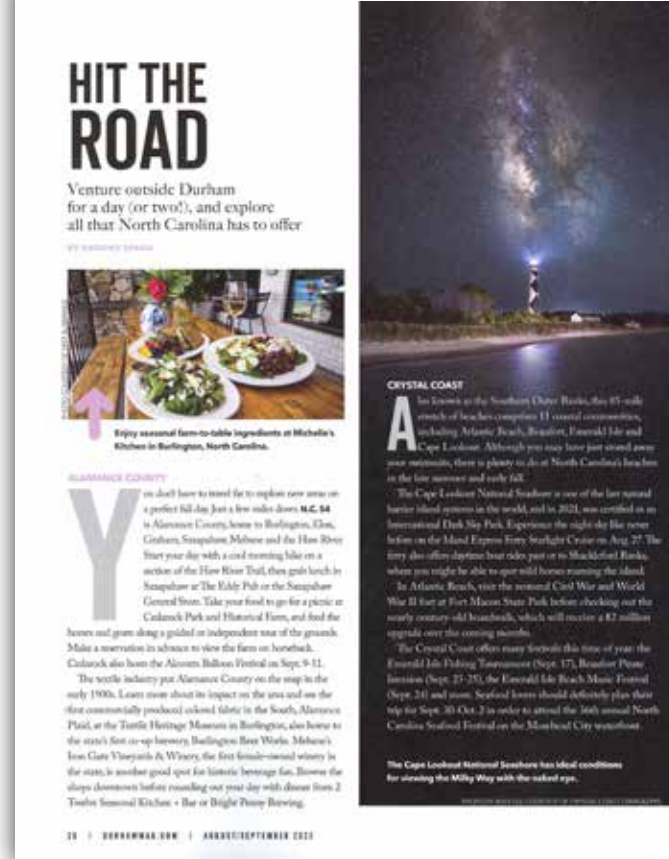 HIT THE
ROAD
Venture outside Durham
for a day (or two!), and explore
all that North Carolina has to offer
Enjoy seasonal farm-to-table ingredients at Michelle's
Kitchen in Burlington, North Carolina.
ALAMANCE COUNTY
You don't have to travel far to explore new areas on
a perfect fall day. Just a few miles down N.C. 54
is Alamance County, home to Burlington, Elon,
Graham, Saxapahaw, Mebane and the Haw River.
Start your day with a cool morning hike on a
section of the Haw River Trail, then grab lunch in
Saxapahaw at The Eddy Pub or the Saxapahaw
General Store. Take your food to go for a picnic at
Cedarock Park and Historical Farm, and feed the
horses and goats along a guided or independent tour of the grounds.
Make a reservation in advance to view the farm on horseback.
Cedarock also hosts the Alcovets Balloon Festival on Sept. 9-11.
The textile industry put Alamance County on the map in the
early 1900s. Learn more about its impact on the area and see the
first commercially produced colored fabric in the South, Alamance
Plaid, at the Textile Heritage Museum in Burlington, also home to
the state's first co-op brewery, Burlington Beer Works. Mebane's
Iron Gate Vineyards & Winery, the first female-owned winery in
the state, is another good spot for historic beverage fun. Browse the
shops downtown before rounding out your day with dinner from
Twelve Seasonal Kitchen + Bar or Bright Penny Brewing.
CRYSTAL COAST
Also known as the Southern Outer Banks, this 85-mile
stretch of beaches comprises 11 coastal communities,
including Atlantic Beach, Beaufort, Emerald Isle and
Cape Lookout. Although you may have just stored away
your swimsuits, there is plenty to do at North Carolina's beaches
in the late summer and early fall.
The Cape Lookout National Seashore is one of the last natural
barrier island systems in the world, and in 2021, was certified as an
International Dark Sky Park. Experience the night sky like never
before on the Island Express Ferry Starlight Cruise on Aug. 27. The
ferry also offers daytime boat rides past or to Shackleford Banks,
where you might be able to spot wild horses roaming the island.
In Atlantic Beach, visit the restored Civil War and World
War II fort at Fort Macon State Park before checking out the
nearly century-old boardwalk, which will receive a $2 million
upgrade over the coming months.
The Crystal Coast offers many festivals this time of year: the
Emerald Isle Fishing Tournament (Sept. 17), Beaufort Pirate
Invasion (Sept. 23-25), the Emerald Isle Beach Music Festival
(Sept. 24) and more. Seafood lovers should definitely plan their
trip for Sept. 30-Oct. 2 in order to attend the 36th annual North
Carolina Seafood Festival on the Morehead City waterfront.
The Cape Lookout National Seashore has ideal conditions
for viewing the Milky Way with the naked eye.
DURHAMMAG.COM | AUGUST/SEPTEMBER